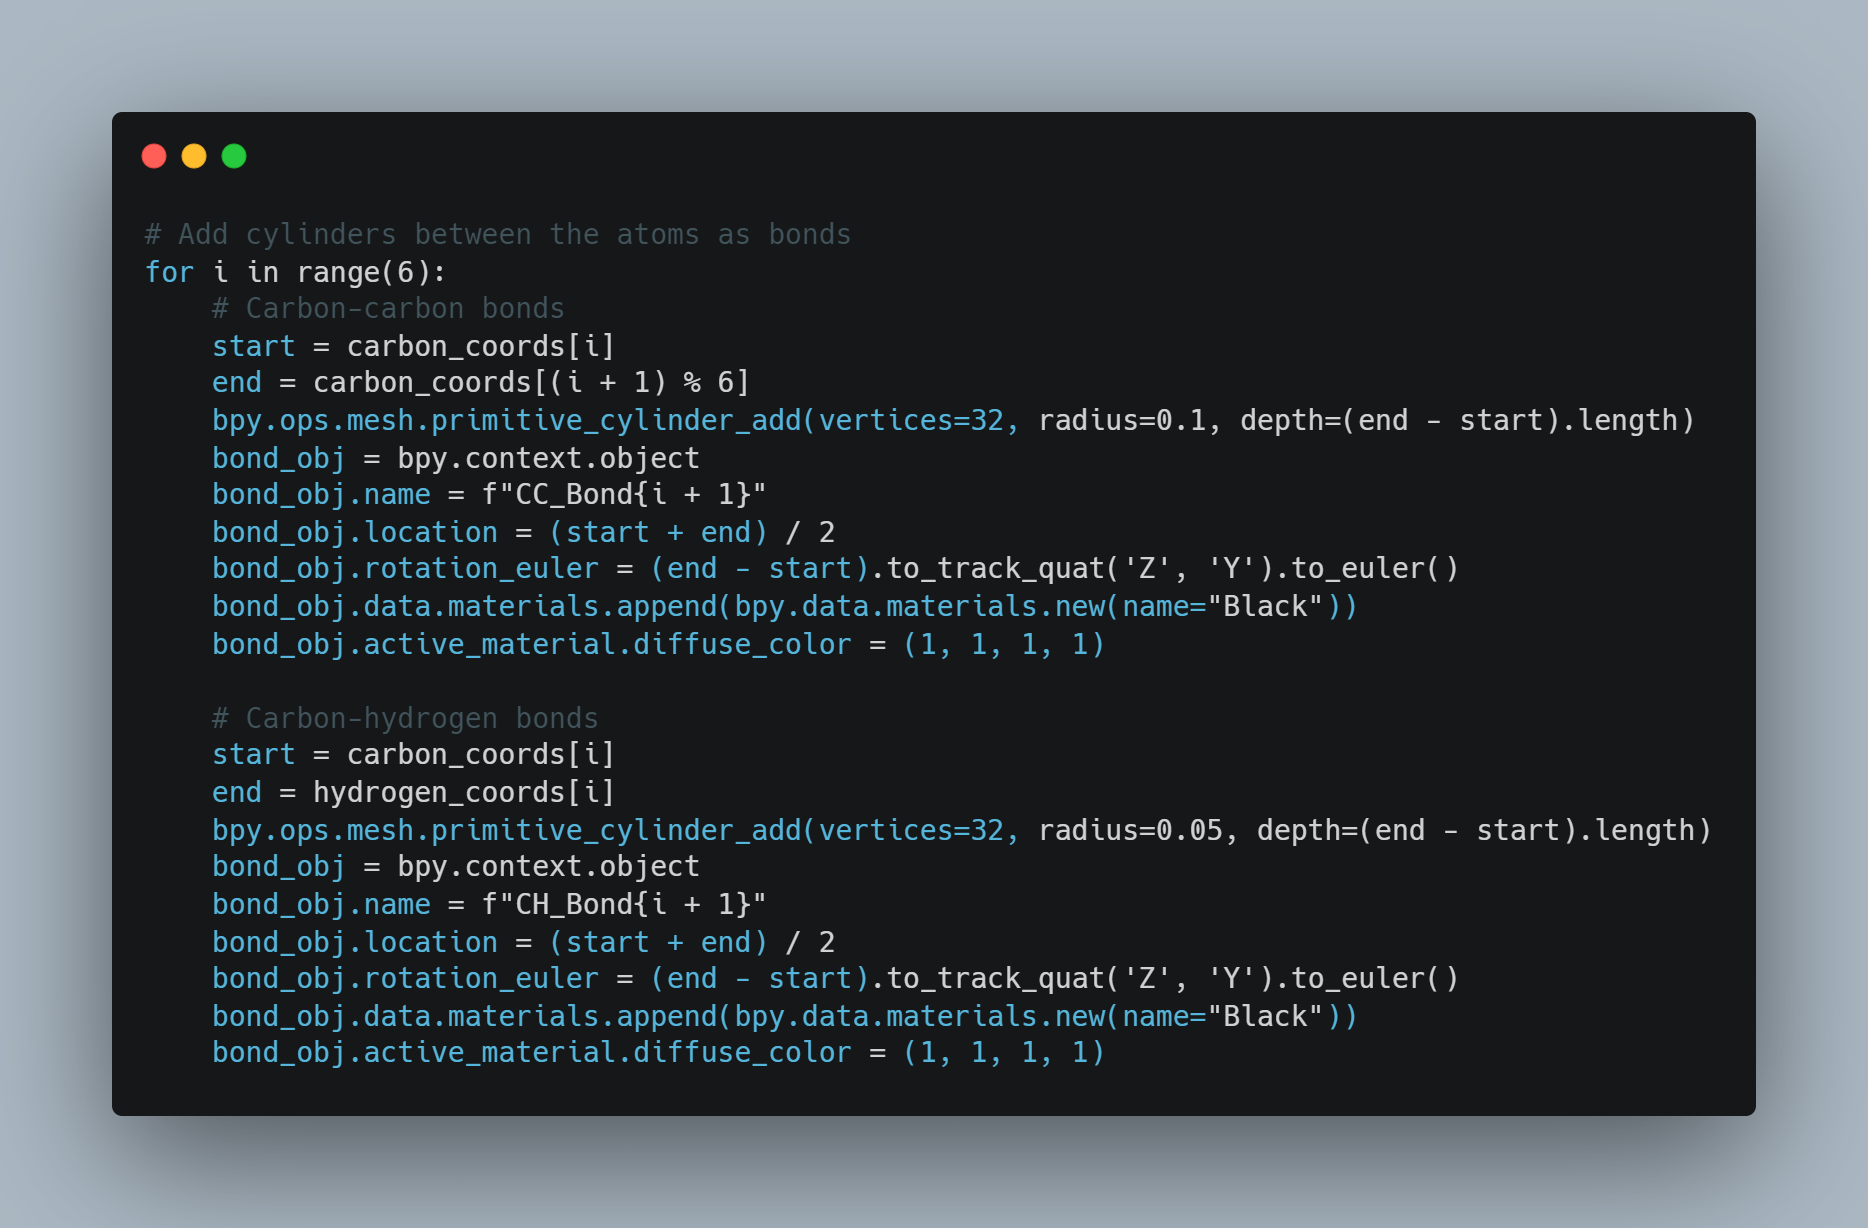 # Add cylinders between the atoms as bonds
for i in range(6):
    # Carbon-carbon bonds
    start = carbon_coords[i]
    end = carbon_coords[(i + 1) % 6]
    bpy.ops.mesh.primitive_cylinder_add(vertices=32, radius=0.1, depth=(end - start).length)
    bond_obj = bpy.context.object
    bond_obj.name = f"CC_Bond{i + 1}"
    bond_obj.location = (start + end) / 2
    bond_obj.rotation_euler = (end - start).to_track_quat('Z', 'Y').to_euler()
    bond_obj.data.materials.append(bpy.data.materials.new(name="Black"))
    bond_obj.active_material.diffuse_color = (1, 1, 1, 1)

    # Carbon-hydrogen bonds
    start = carbon_coords[i]
    end = hydrogen_coords[i]
    bpy.ops.mesh.primitive_cylinder_add(vertices=32, radius=0.05, depth=(end - start).length)
    bond_obj = bpy.context.object
    bond_obj.name = f"CH_Bond{i + 1}"
    bond_obj.location = (start + end) / 2
    bond_obj.rotation_euler = (end - start).to_track_quat('Z', 'Y').to_euler()
    bond_obj.data.materials.append(bpy.data.materials.new(name="Black"))
    bond_obj.active_material.diffuse_color = (1, 1, 1, 1)